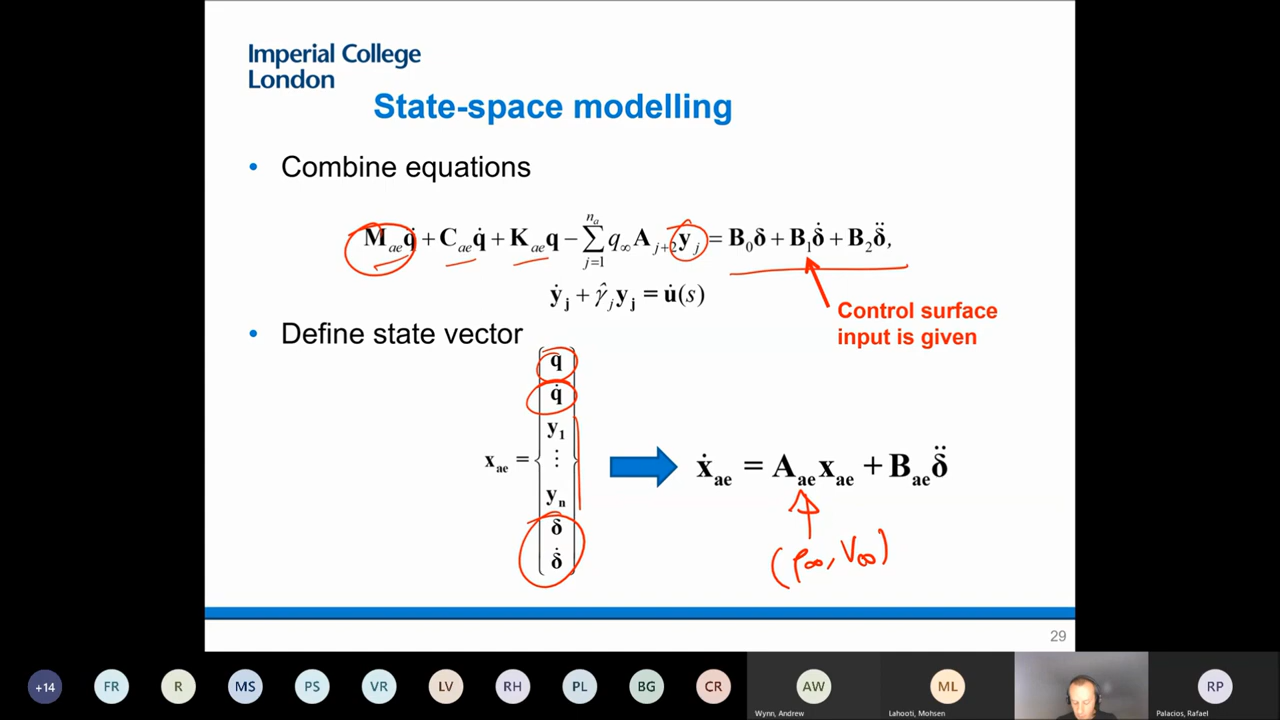 Imperial College
London
State-space modelling
• Combine equations
M_ae q̇ + C_ae q̇ + K_ae q − ∑_{j=1}^{n_a} q_∞ A_{j+2} y_j = B_0 δ + B_1 δ̇ + B_2 δ̈,
ẏ_j + γ̂_j y_j = u̇(s)
Control surface
input is given
• Define state vector
x_ae = { q
q̇
y_1
⋮
y_n
δ
δ̇ }
ẋ_ae = A_ae x_ae + B_ae δ̈
(ρ∞, V∞)
29
+14 FR R MS PS VR LV RH PL BG CR AW ML RP
Wynn, Andrew Lahooti, Mohsen Palacios, Rafael